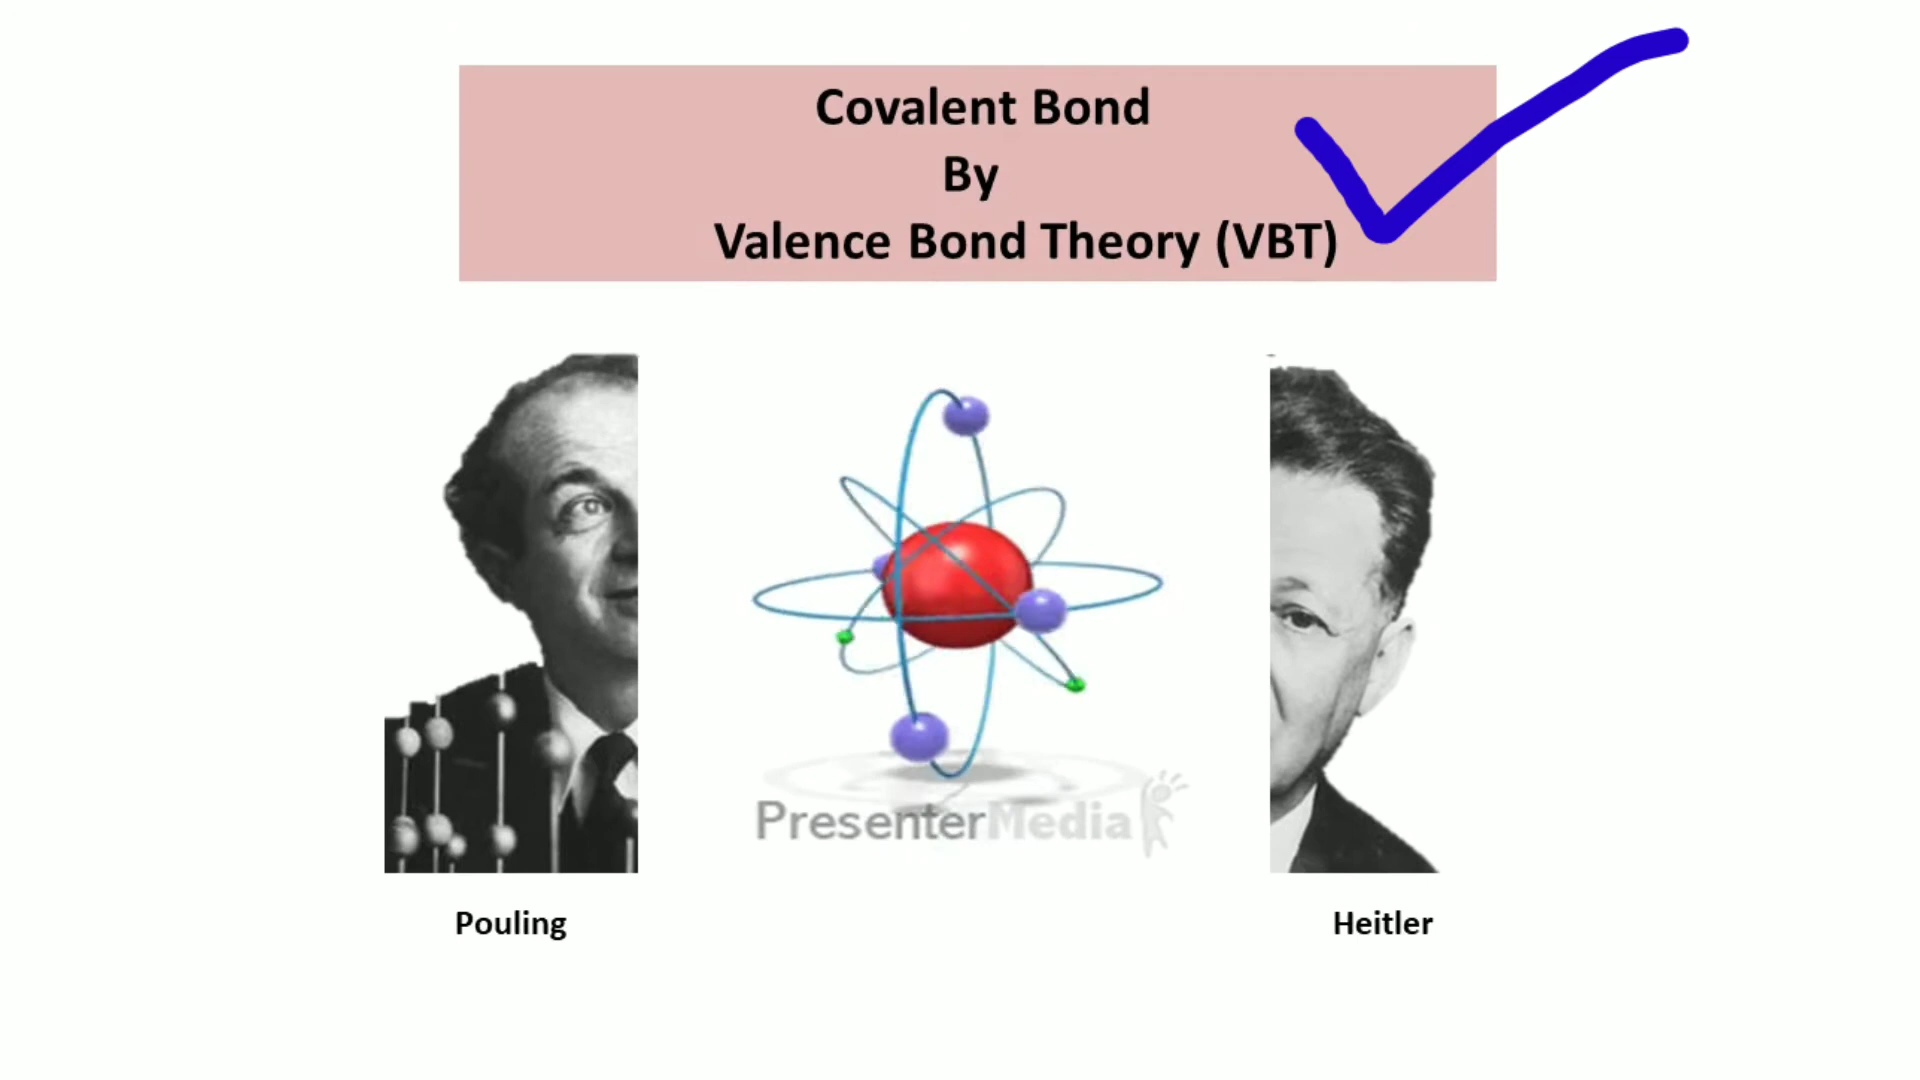 Covalent Bond
By
Valence Bond Theory (VBT)
PresenterMedia
Pouling
Heitler